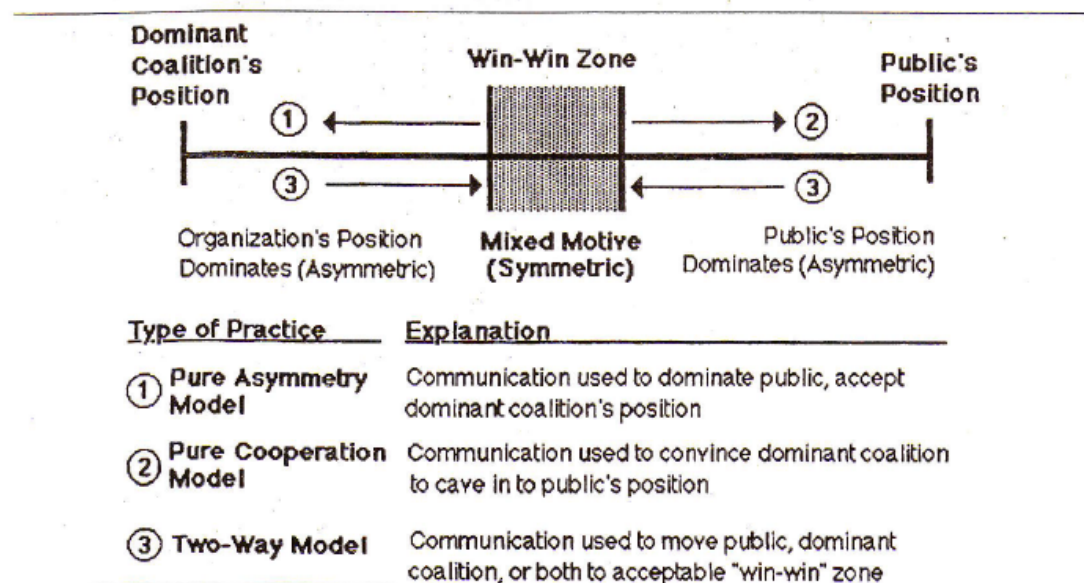 Dominant
Coalition's
Position
Win-Win Zone
Public's
Position
1
2
3
3
Organization's Position
Dominates (Asymmetric)
Mixed Motive
(Symmetric)
Public's Position
Dominates (Asymmetric)
Type of Practice Explanation
1 Pure Asymmetry
Model
Communication used to dominate public, accept
dominant coalition's position
2 Pure Cooperation
Model
Communication used to convince dominant coalition
to cave in to public's position
3 Two-Way Model
Communication used to move public, dominant
coalition, or both to acceptable "win-win" zone